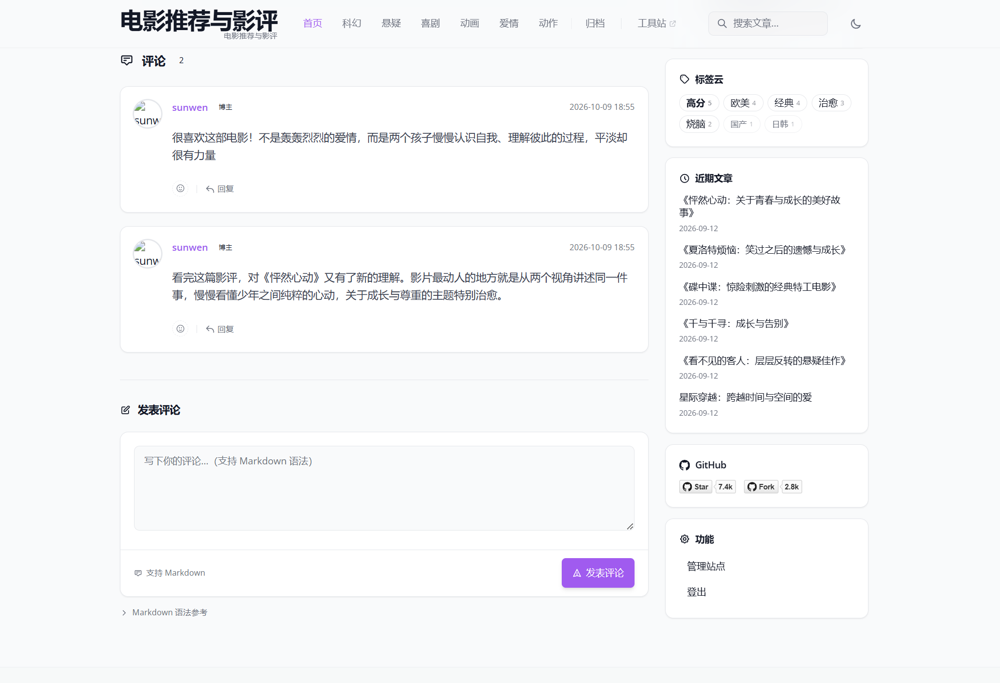 电影推荐与影评
电影推荐与影评
首页 科幻 悬疑 喜剧 动画 爱情 动作 归档 工具站
搜索文章...
评论 2
sunw
sunwen 博主 2026-10-09 18:55
很喜欢这部电影！不是轰轰烈烈的爱情，而是两个孩子慢慢认识自我、理解彼此的过程，平淡却
很有力量
回复
sunw
sunwen 博主 2026-10-09 18:55
看完这篇影评，对《怦然心动》又有了新的理解。影片最动人的地方就是从两个视角讲述同一件
事，慢慢看懂少年之间纯粹的心动，关于成长与尊重的主题特别治愈。
回复
发表评论
写下你的评论... (支持 Markdown 语法)
支持 Markdown
发表评论
Markdown 语法参考
标签云
高分 5 欧美 4 经典 4 治愈 3
烧脑 2 国产 1 日韩 1
近期文章
《怦然心动：关于青春与成长的美好故
事》
2026-09-12
《夏洛特烦恼：笑过之后的遗憾与成长》
2026-09-12
《碟中谍：惊险刺激的经典特工电影》
2026-09-12
《千与千寻：成长与告别》
2026-09-12
《看不见的客人：层层反转的悬疑佳作》
2026-09-12
星际穿越：跨越时间与空间的爱
2026-09-12
GitHub
Star 7.4k Fork 2.8k
功能
管理站点
登出